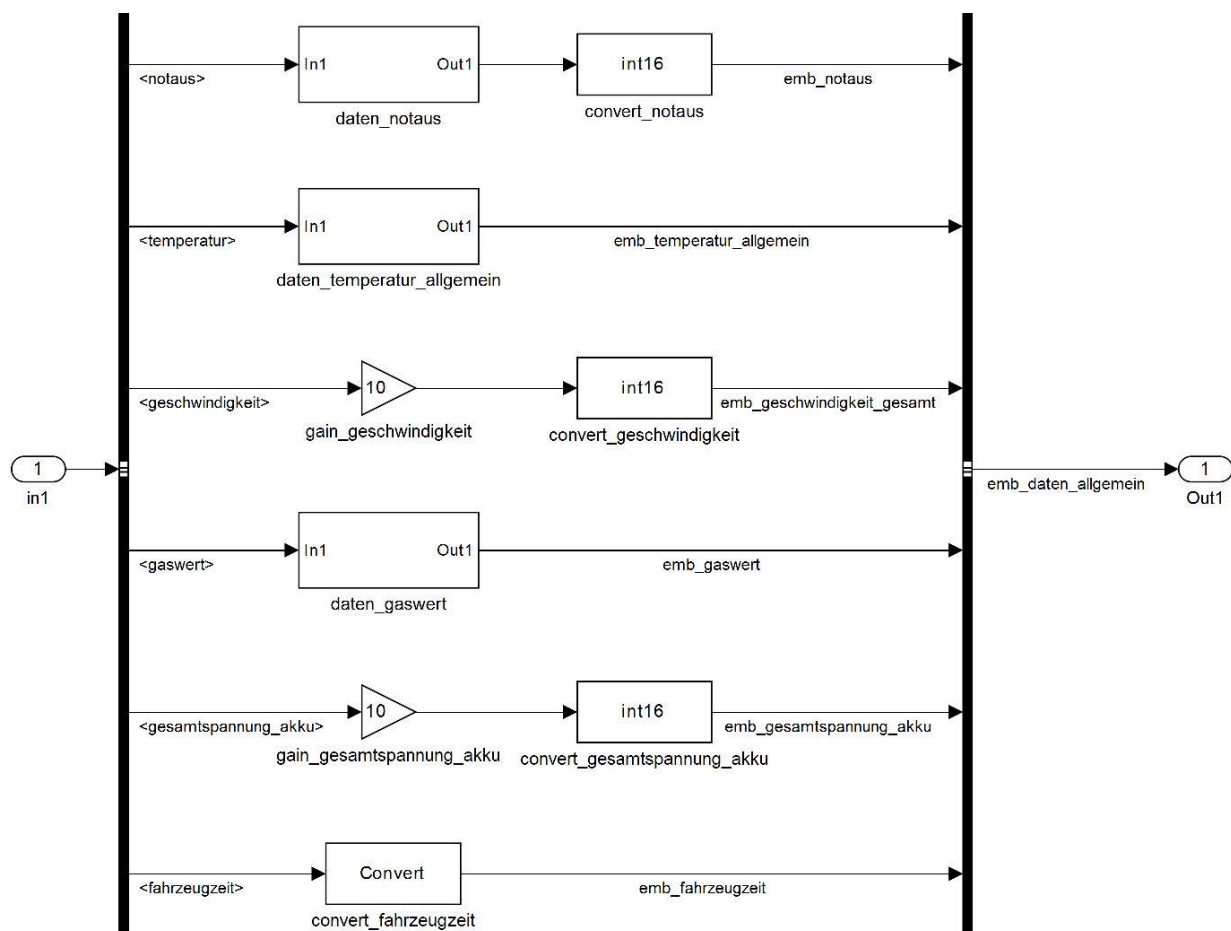 In1 Out1 int16
<notaus> emb_notaus
daten_notaus convert_notaus
In1 Out1
<temperatur> emb_temperatur_allgemein
daten_temperatur_allgemein
10 int16
<geschwindigkeit> emb_geschwindigkeit_gesamt
gain_geschwindigkeit convert_geschwindigkeit
1 1
in1 emb_daten_allgemein Out1
In1 Out1
<gaswert> emb_gaswert
daten_gaswert
10 int16
<gesamtspannung_akku> emb_gesamtspannung_akku
gain_gesamtspannung_akku convert_gesamtspannung_akku
Convert
<fahrzeugzeit> emb_fahrzeugzeit
convert_fahrzeugzeit